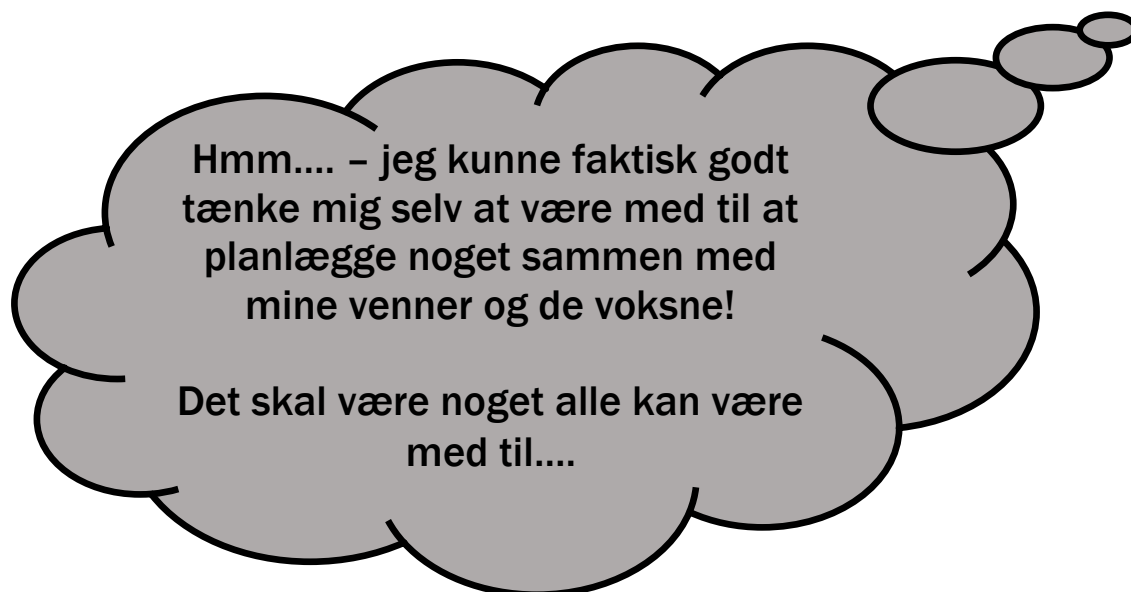 Hmm.... – jeg kunne faktisk godt
tænke mig selv at være med til at
planlægge noget sammen med
mine venner og de voksne!
Det skal være noget alle kan være
med til....